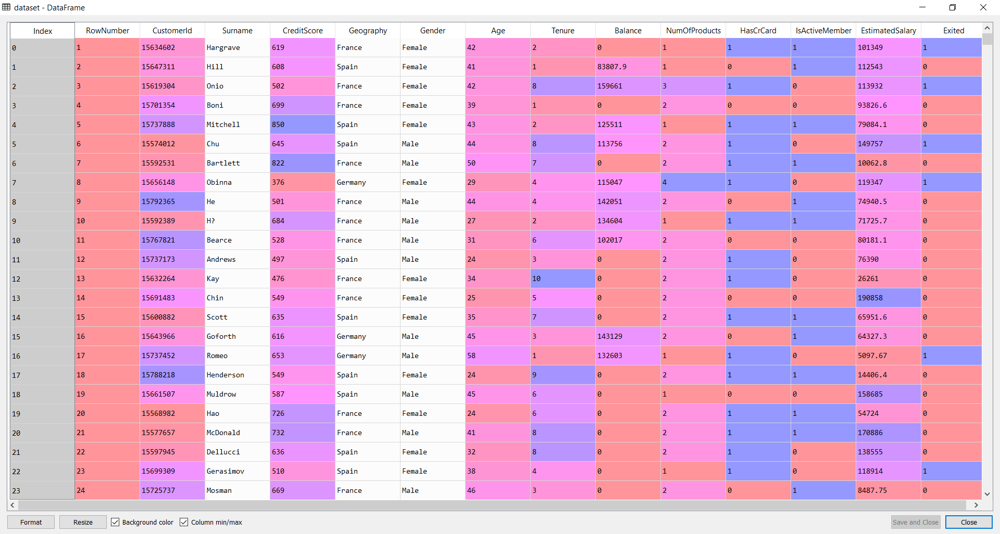 dataset - DataFrame
Index RowNumber CustomerId Surname CreditScore Geography Gender Age Tenure Balance NumOfProducts HasCrCard IsActiveMember EstimatedSalary Exited
0 1 15634602 Hargrave 619 France Female 42 2 0 1 1 1 101349 1
1 2 15647311 Hill 608 Spain Female 41 1 83807.9 1 0 1 112543 0
2 3 15619304 Onio 502 France Female 42 8 159661 3 1 0 113932 1
3 4 15701354 Boni 699 France Female 39 1 0 2 0 0 93826.6 0
4 5 15737888 Mitchell 850 Spain Female 43 2 125511 1 1 1 79084.1 0
5 6 15574012 Chu 645 Spain Male 44 8 113756 2 1 0 149757 1
6 7 15592531 Bartlett 822 France Male 50 7 0 2 1 1 10062.8 0
7 8 15656148 Obinna 376 Germany Female 29 4 115047 4 1 0 119347 1
8 9 15792365 He 501 France Male 44 4 142051 2 0 1 74940.5 0
9 10 15592389 H? 684 France Male 27 2 134604 1 1 1 71725.7 0
10 11 15767821 Bearce 528 France Male 31 6 102017 2 0 0 80181.1 0
11 12 15737173 Andrews 497 Spain Male 24 3 0 2 1 0 76390 0
12 13 15632264 Kay 476 France Female 34 10 0 2 1 0 26261 0
13 14 15691483 Chin 549 France Female 25 5 0 2 0 0 190858 0
14 15 15600882 Scott 635 Spain Female 35 7 0 2 1 1 65951.6 0
15 16 15643966 Goforth 616 Germany Male 45 3 143129 2 0 1 64327.3 0
16 17 15737452 Romeo 653 Germany Male 58 1 132603 1 1 0 5097.67 1
17 18 15788218 Henderson 549 Spain Female 24 9 0 2 1 1 14406.4 0
18 19 15661507 Muldrow 587 Spain Male 45 6 0 1 0 0 158685 0
19 20 15568982 Hao 726 France Female 24 6 0 2 1 1 54724 0
20 21 15577657 McDonald 732 France Male 41 8 0 2 1 1 170886 0
21 22 15597945 Dellucci 636 Spain Female 32 8 0 2 1 0 138555 0
22 23 15699309 Gerasimov 510 Spain Female 38 4 0 1 1 0 118914 1
23 24 15725737 Mosman 669 France Male 46 3 0 2 0 1 8487.75 0
Format Resize Background color Column min/max Save and Close Close